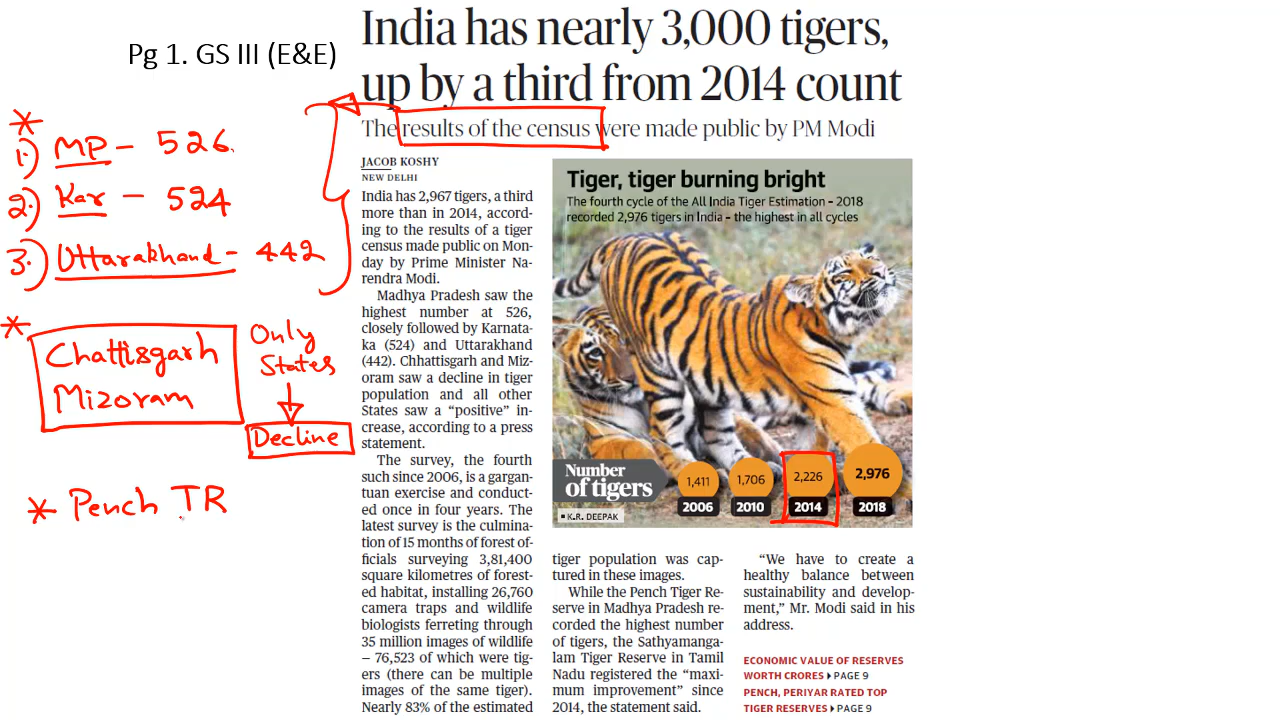 Pg 1. GS III (E&E)
* 1.) MP - 526
2.) Kar - 524
3.) Uttarakhand - 442
* Chattisgarh
Mizoram
Only
States
Decline
* Pench TR
India has nearly 3,000 tigers,
up by a third from 2014 count
The results of the census were made public by PM Modi
JACOB KOSHY
NEW DELHI
India has 2,967 tigers, a third
more than in 2014, accord-
ing to the results of a tiger
census made public on Mon-
day by Prime Minister Na-
rendra Modi.
Madhya Pradesh saw the
highest number at 526,
closely followed by Karnata-
ka (524) and Uttarakhand
(442). Chhattisgarh and Miz-
oram saw a decline in tiger
population and all other
States saw a “positive” in-
crease, according to a press
statement.
The survey, the fourth
such since 2006, is a gargan-
tuan exercise and conduct-
ed once in four years. The
latest survey is the culmina-
tion of 15 months of forest of-
ficials surveying 3,81,400
square kilometres of forest-
ed habitat, installing 26,760
camera traps and wildlife
biologists ferreting through
35 million images of wildlife
– 76,523 of which were tig-
ers (there can be multiple
images of the same tiger).
Nearly 83% of the estimated
Tiger, tiger burning bright
The fourth cycle of the All India Tiger Estimation - 2018
recorded 2,976 tigers in India - the highest in all cycles
Number
of tigers
1,411
2006
1,706
2010
2,226
2014
2,976
2018
■ K.R. DEEPAK
tiger population was cap-
tured in these images.
While the Pench Tiger Re-
serve in Madhya Pradesh re-
corded the highest number
of tigers, the Sathyamanga-
lam Tiger Reserve in Tamil
Nadu registered the “maxi-
mum improvement” since
2014, the statement said.
“We have to create a
healthy balance between
sustainability and develop-
ment,” Mr. Modi said in his
address.
ECONOMIC VALUE OF RESERVES
WORTH CRORES ▸ PAGE 9
PENCH, PERIYAR RATED TOP
TIGER RESERVES ▸ PAGE 9